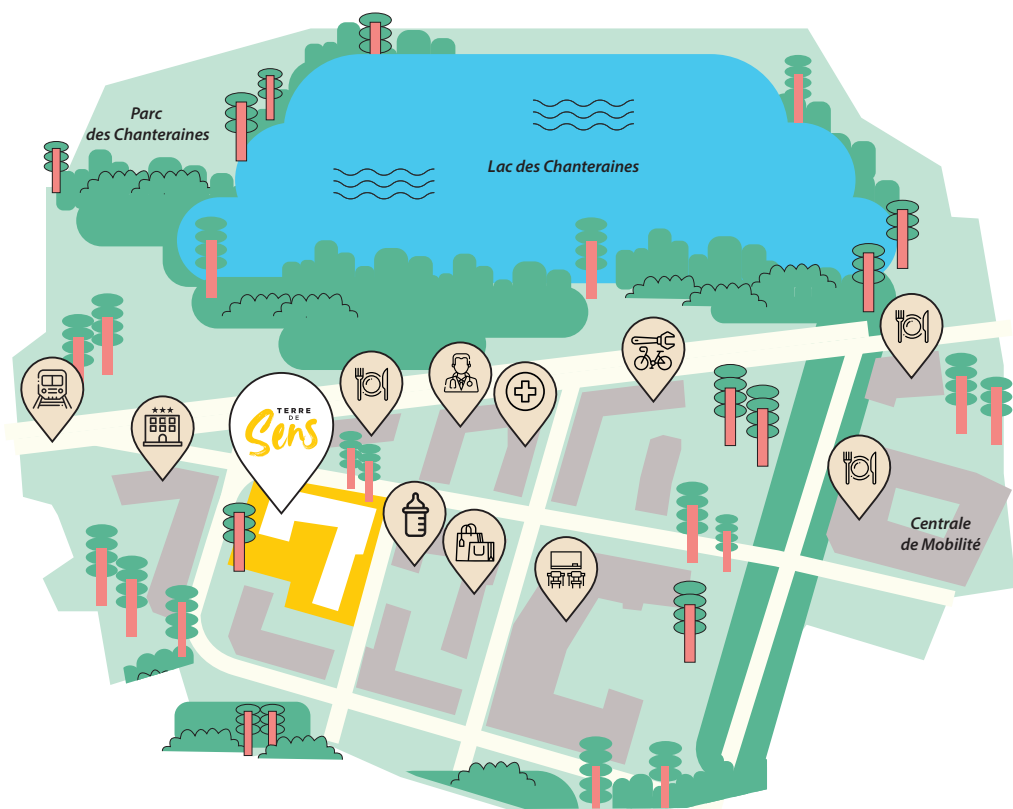 Parc
des Chanteraines
Lac des Chanteraines
TERRE
DE
Sens
Centrale
de Mobilité